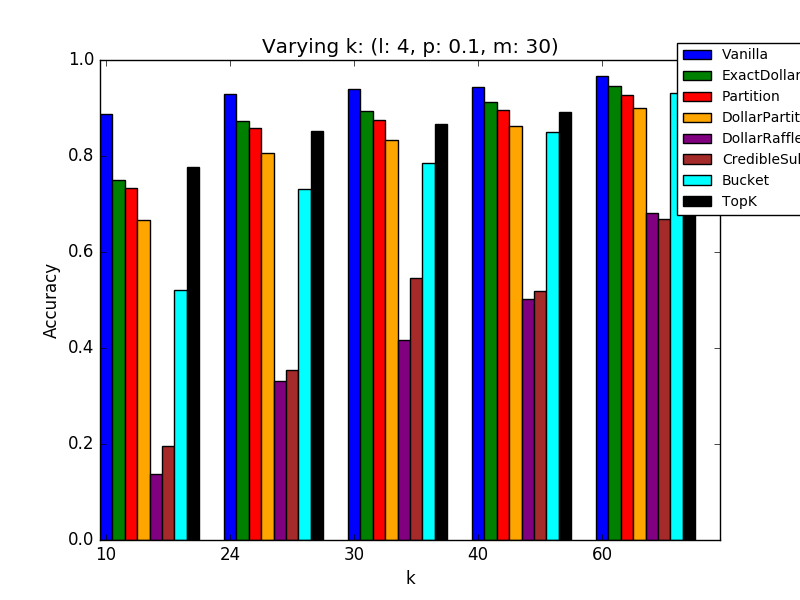 Varying k: (l: 4, p: 0.1, m: 30)
1.0
0.8
0.6
0.4
0.2
0.0
Accuracy
10 24 30 40 60
k
Vanilla
ExactDollar
Partition
DollarPartit
DollarRaffle
CredibleSul
Bucket
TopK